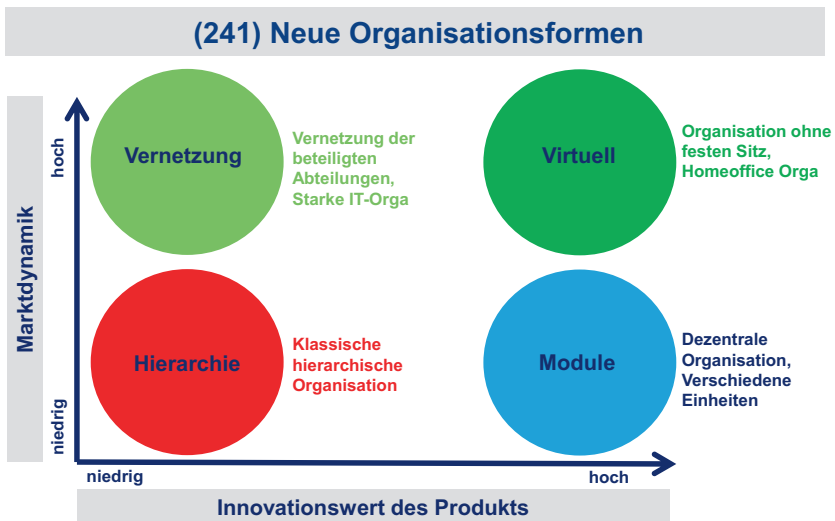 (241) Neue Organisationsformen
Marktdynamik
hoch
niedrig
Vernetzung
Vernetzung der
beteiligten
Abteilungen,
Starke IT-Orga
Virtuell
Organisation ohne
festen Sitz,
Homeoffice Orga
Hierarchie
Klassische
hierarchische
Organisation
Module
Dezentrale
Organisation,
Verschiedene
Einheiten
niedrig
hoch
Innovationswert des Produkts